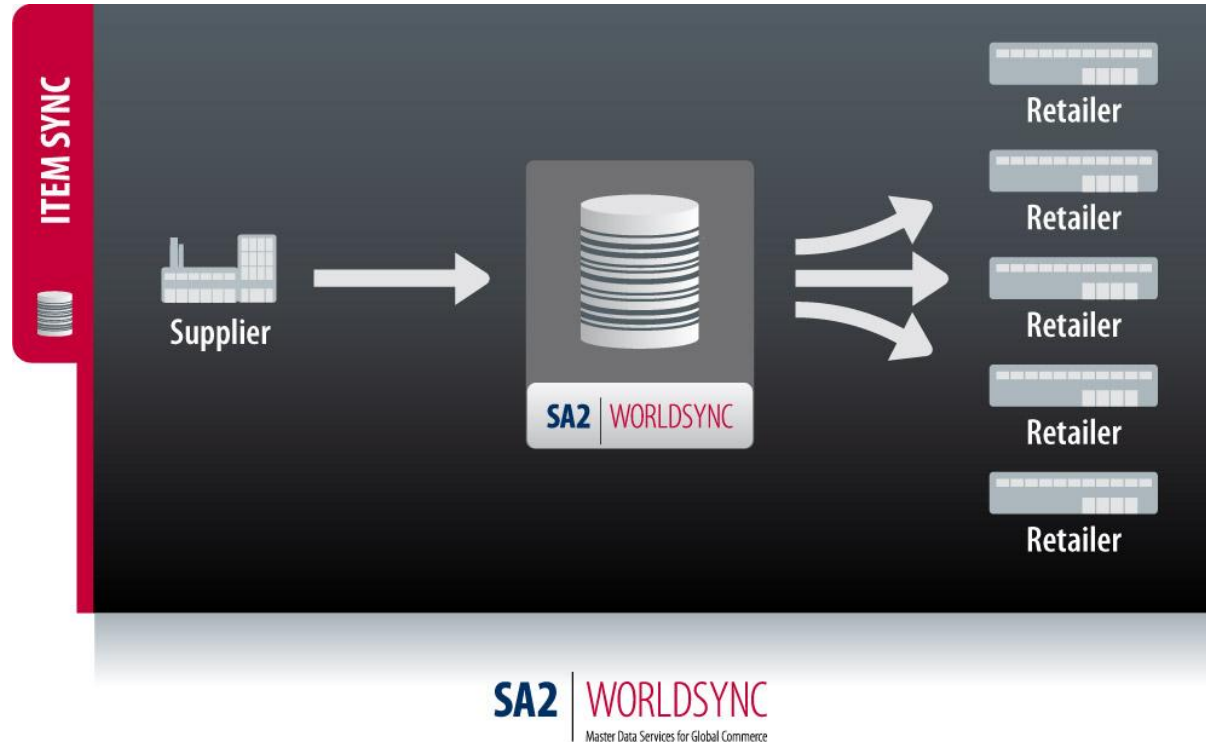 ITEM SYNC
Supplier
SA2 WORLDSYNC
Retailer
Retailer
Retailer
Retailer
Retailer
SA2 WORLDSYNC
Master Data Services for Global Commerce